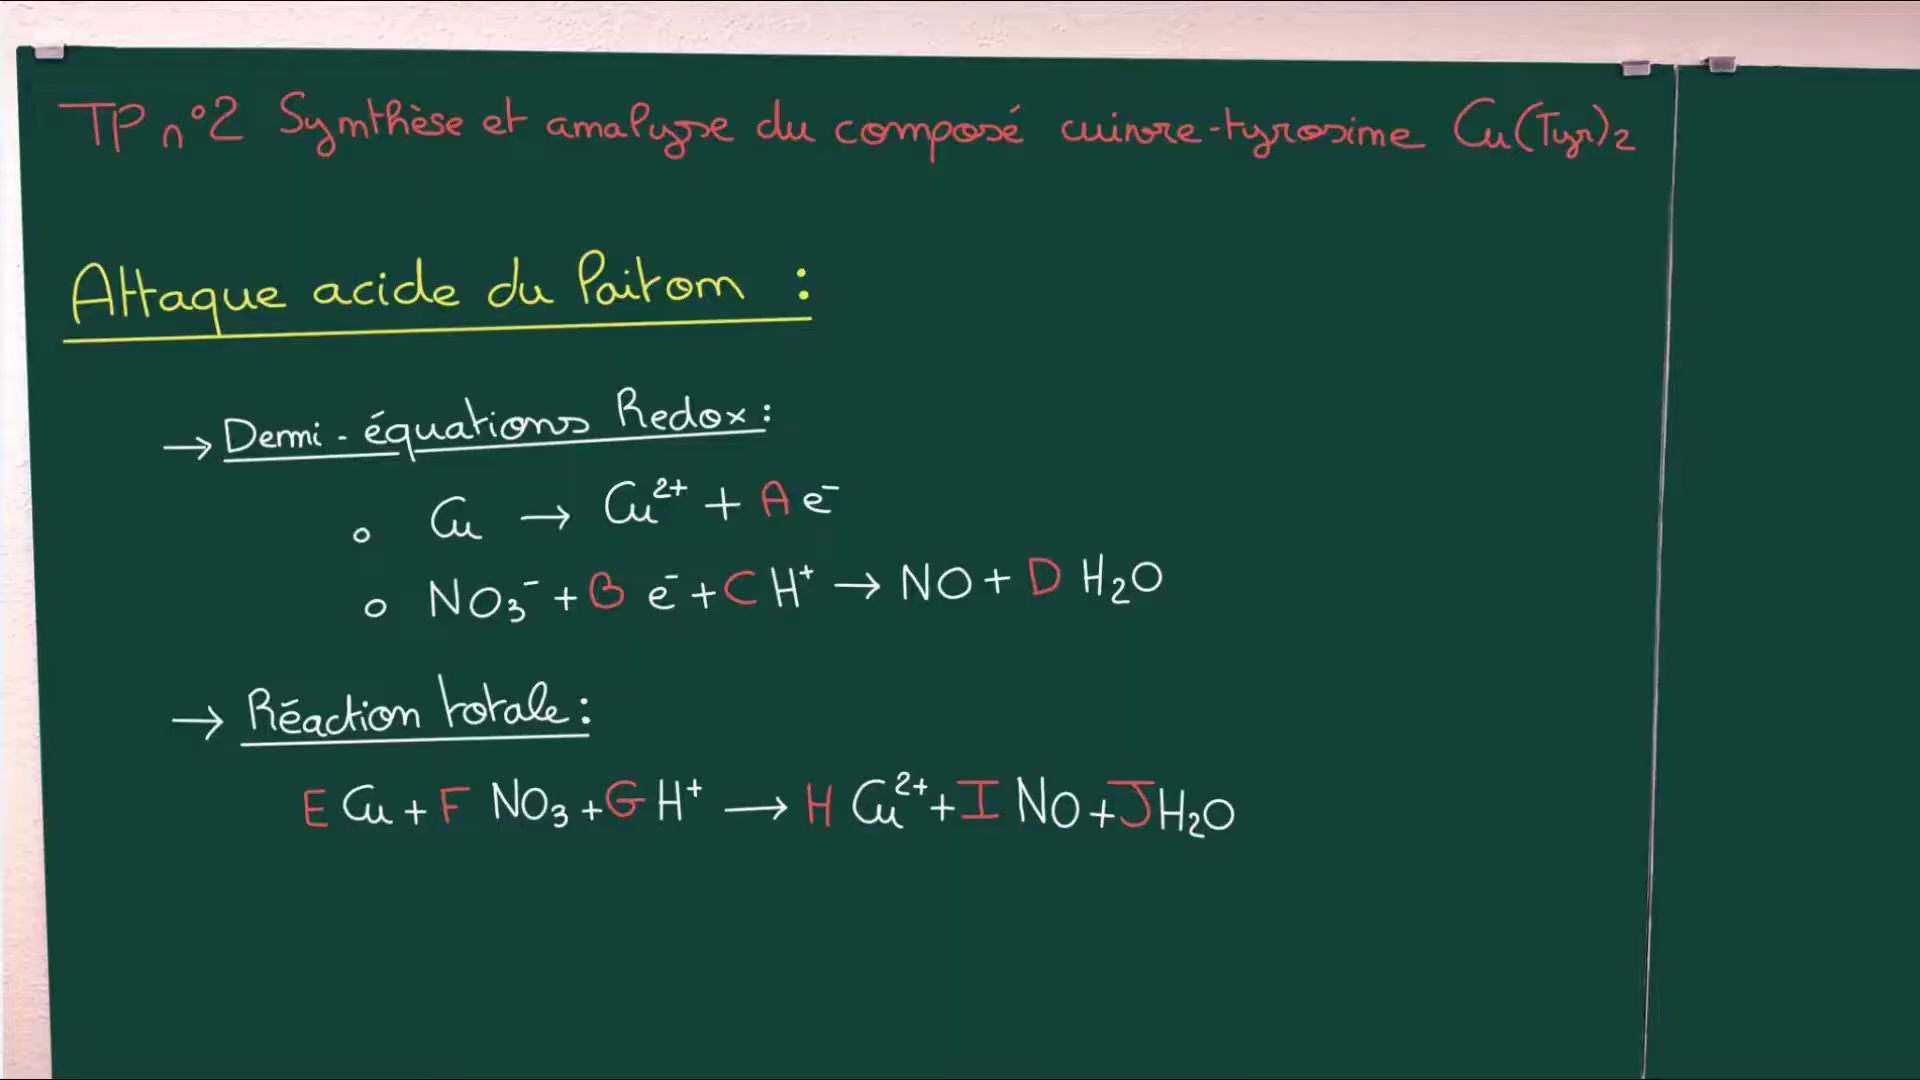 TP n°2 Synthèse et analyse du composé cuivre-tyrosine Cu(Tyr)2
Attaque acide du laiton :
→ Demi-équations Redox :
Cu → Cu²⁺ + A e⁻
NO₃⁻ + B e⁻ + C H⁺ → NO + D H₂O
→ Réaction totale :
E Cu + F NO₃ + G H⁺ → H Cu²⁺ + I NO + J H₂O